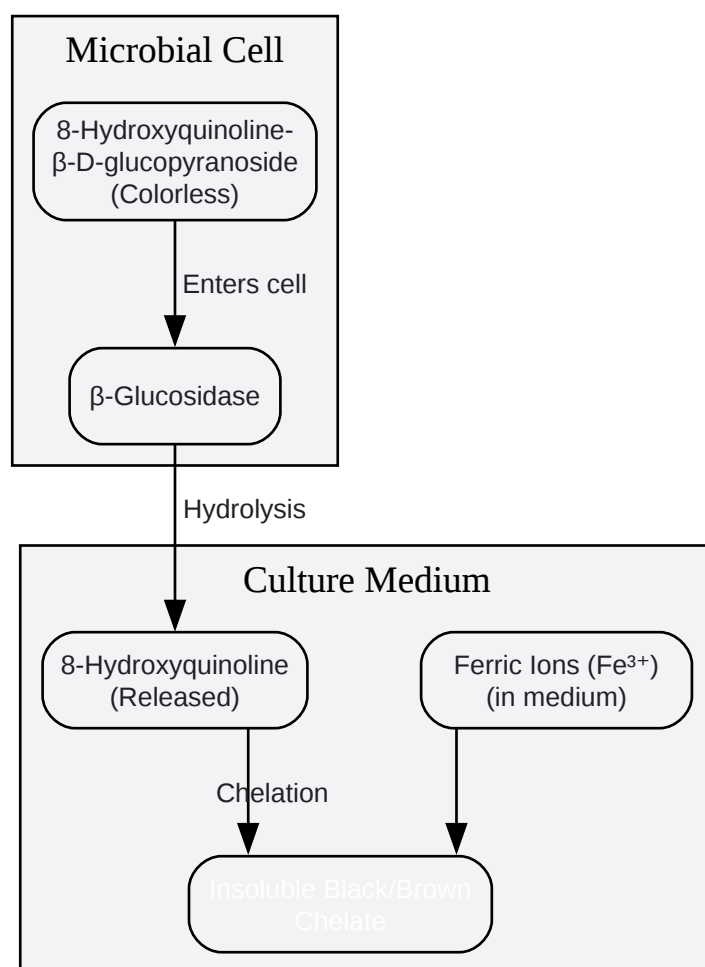 Microbial Cell
8-Hydroxyquinoline-
β-D-glucopyranoside
(Colorless)
Enters cell
β-Glucosidase
Hydrolysis
Culture Medium
8-Hydroxyquinoline
(Released)
Ferric Ions (Fe³⁺)
(in medium)
Chelation
Insoluble Black/Brown
Chelate